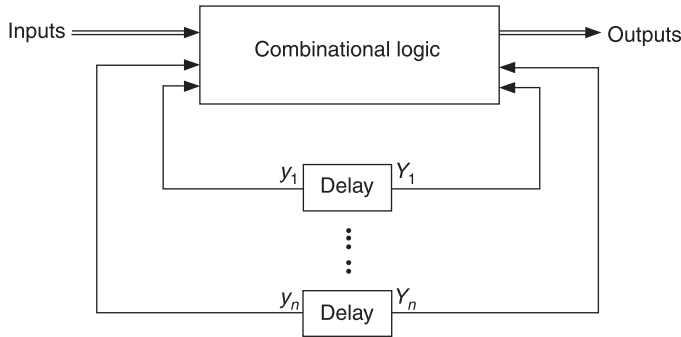 Inputs
Combinational logic
Outputs
y1
Delay
Y1
yn
Delay
Yn